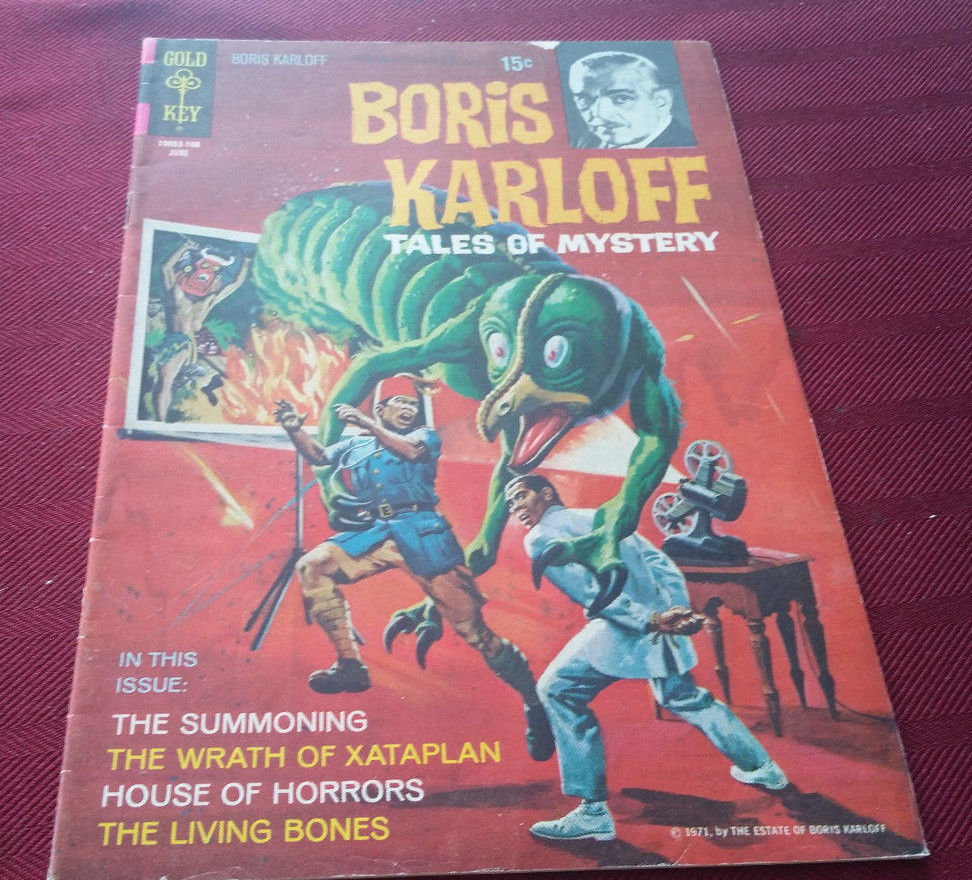 GOLD
KEY
BORIS KARLOFF
15¢
JUNE
BORIS
KARLOFF
TALES OF MYSTERY
IN THIS
ISSUE:
THE SUMMONING
THE WRATH OF XATAPLAN
HOUSE OF HORRORS
THE LIVING BONES
© 1971, by THE ESTATE OF BORIS KARLOFF